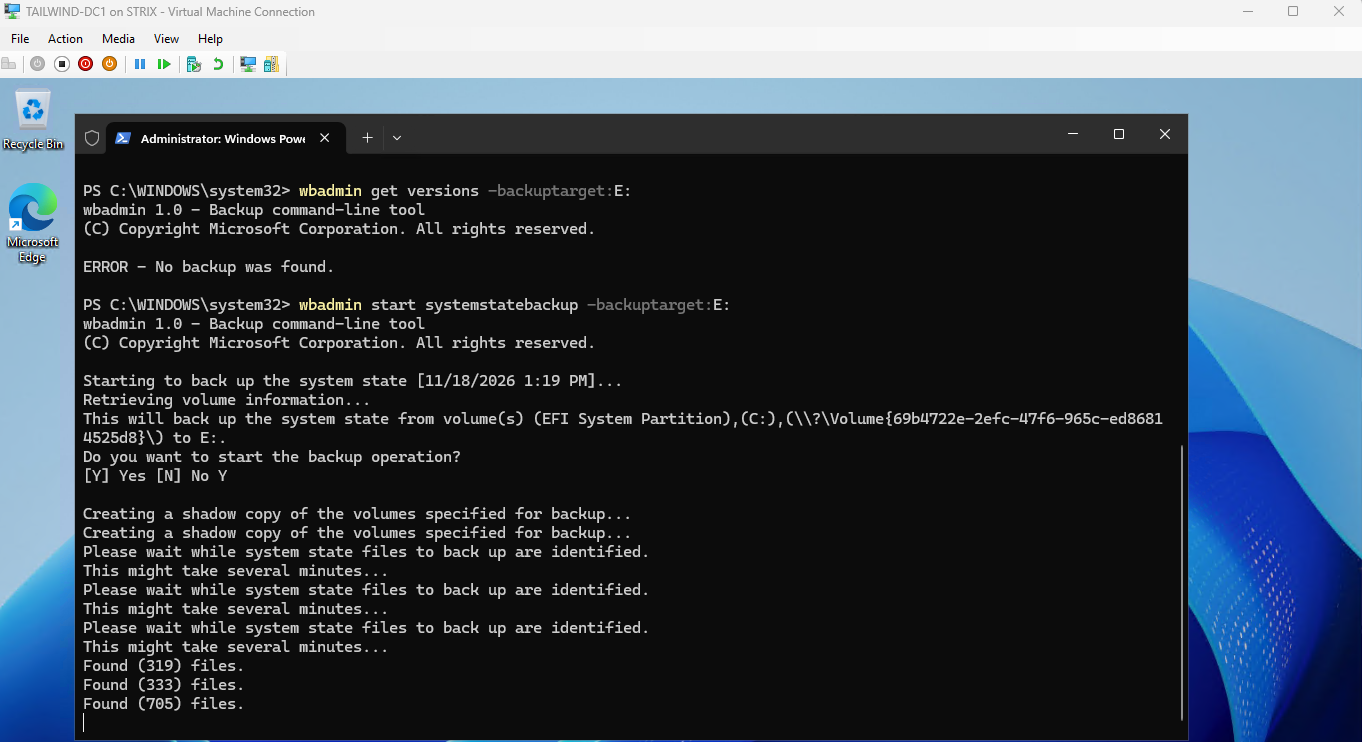 TAILWIND-DC1 on STRIX - Virtual Machine Connection
File Action Media View Help
Recycle Bin
Microsoft
Edge
Administrator: Windows Powe
PS C:\WINDOWS\system32> wbadmin get versions -backuptarget:E:
wbadmin 1.0 - Backup command-line tool
(C) Copyright Microsoft Corporation. All rights reserved.
ERROR - No backup was found.
PS C:\WINDOWS\system32> wbadmin start systemstatebackup -backuptarget:E:
wbadmin 1.0 - Backup command-line tool
(C) Copyright Microsoft Corporation. All rights reserved.
Starting to back up the system state [11/18/2026 1:19 PM]...
Retrieving volume information...
This will back up the system state from volume(s) (EFI System Partition),(C:),(\\?\Volume{69b4722e-2efc-47f6-965c-ed8681
4525d8}\) to E:.
Do you want to start the backup operation?
[Y] Yes [N] No Y
Creating a shadow copy of the volumes specified for backup...
Creating a shadow copy of the volumes specified for backup...
Please wait while system state files to back up are identified.
This might take several minutes...
Please wait while system state files to back up are identified.
This might take several minutes...
Please wait while system state files to back up are identified.
This might take several minutes...
Found (319) files.
Found (333) files.
Found (705) files.